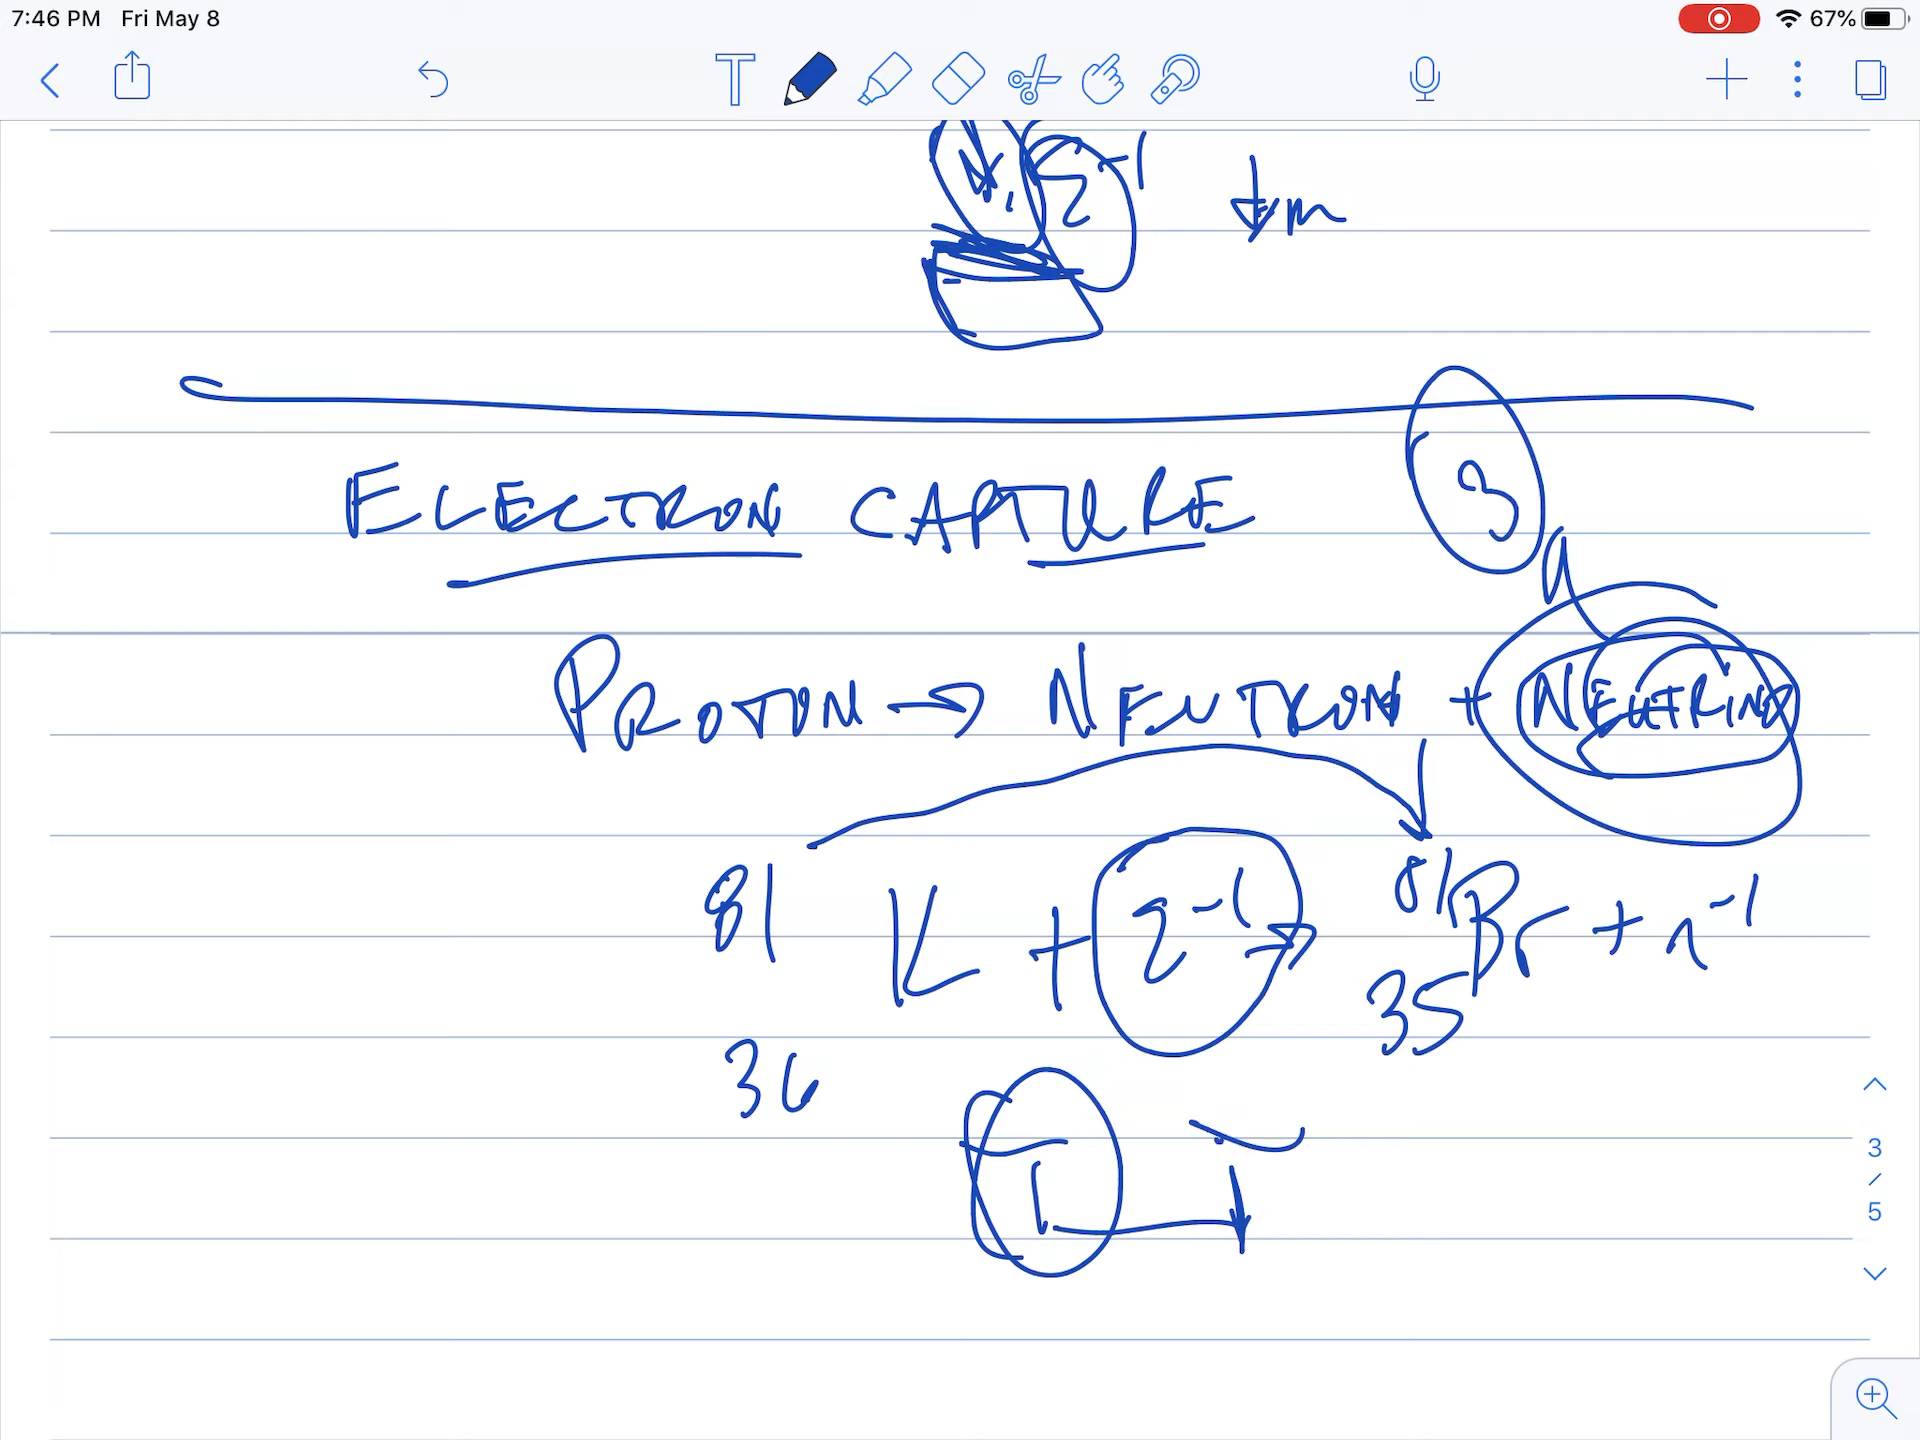 7:46 PM Fri May 8 67%
T
-1
ELECTRON CAPTURE 3
PROTON → NEUTRON + NEUTRINO
81 K + e-1 → 81 Br + n-1
36 35
3
/
5